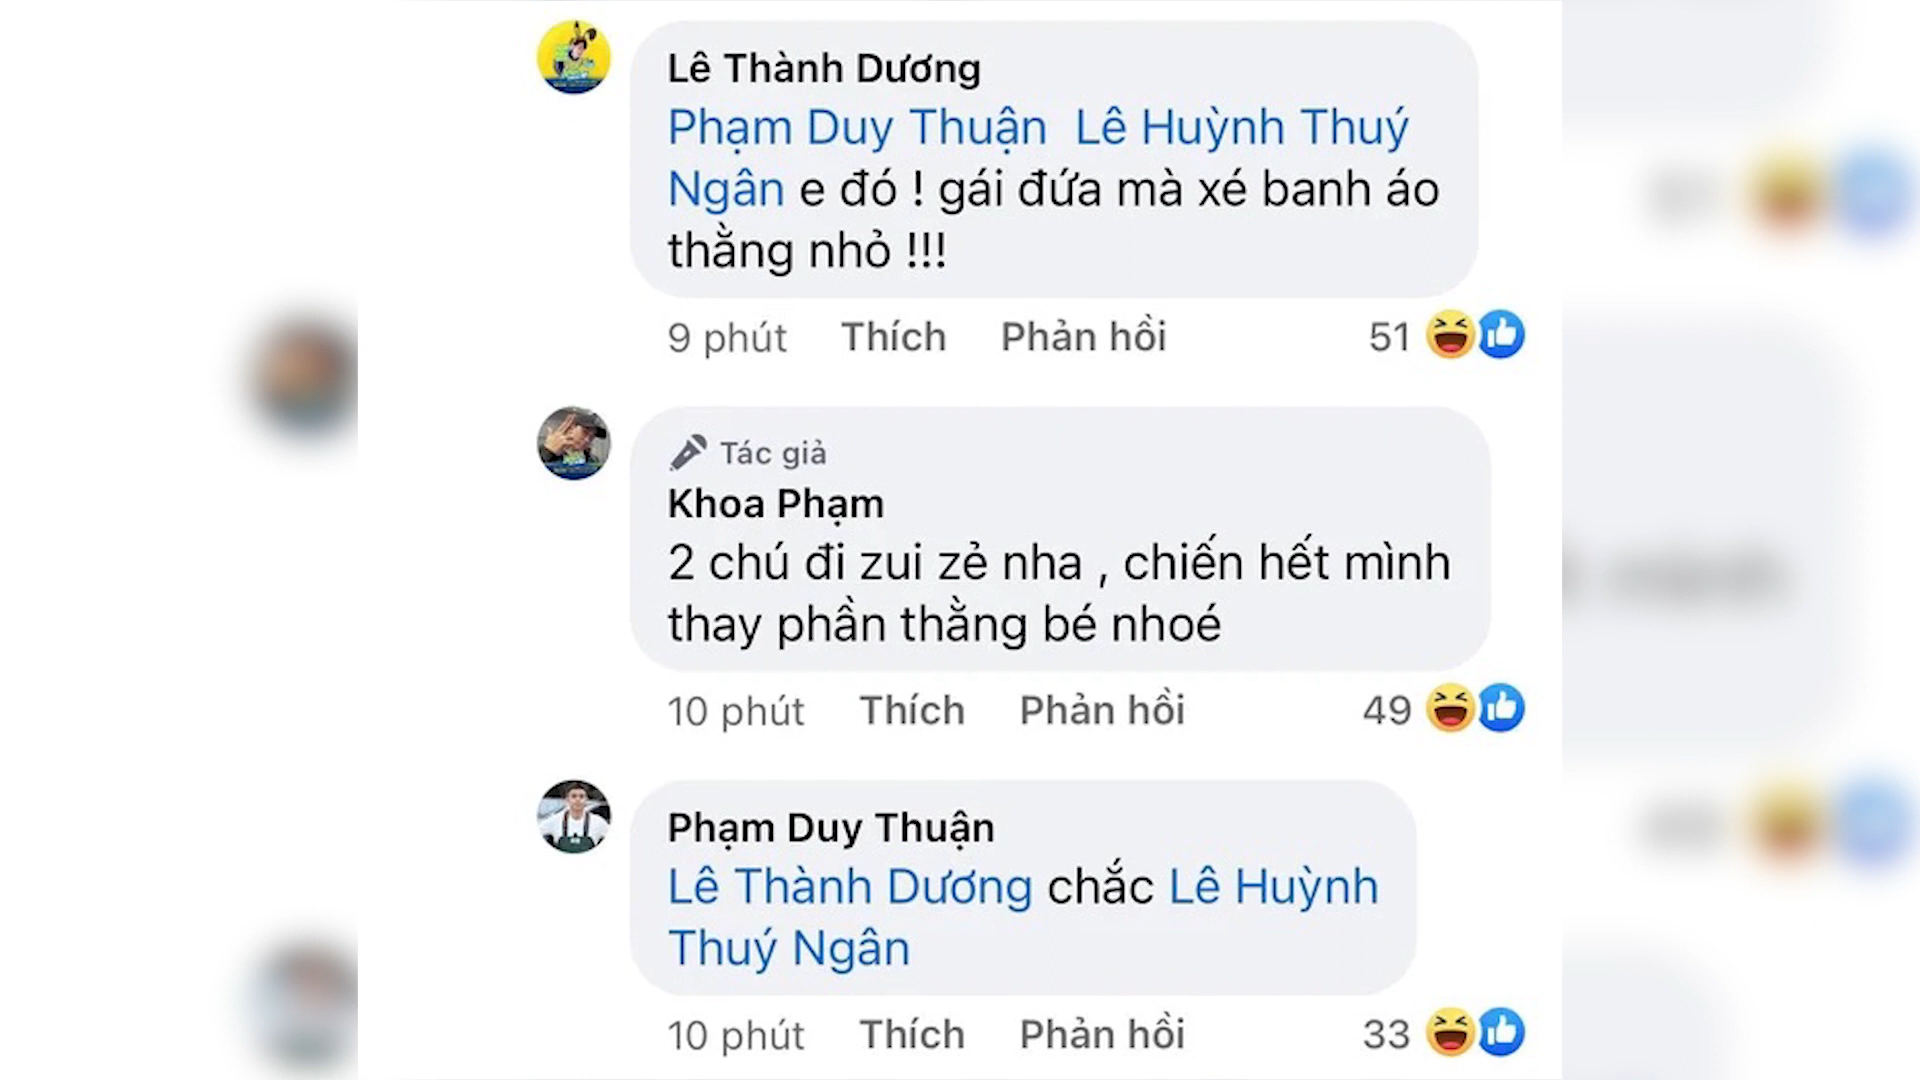 Lê Thành Dương
Phạm Duy Thuận Lê Huỳnh Thuý
Ngân e đó ! gái đứa mà xé banh áo
thằng nhỏ !!!
9 phút Thích Phản hồi 51
Tác giả
Khoa Phạm
2 chú đi zui zẻ nha , chiến hết mình
thay phần thằng bé nhoé
10 phút Thích Phản hồi 49
Phạm Duy Thuận
Lê Thành Dương chắc Lê Huỳnh
Thuý Ngân
10 phút Thích Phản hồi 33